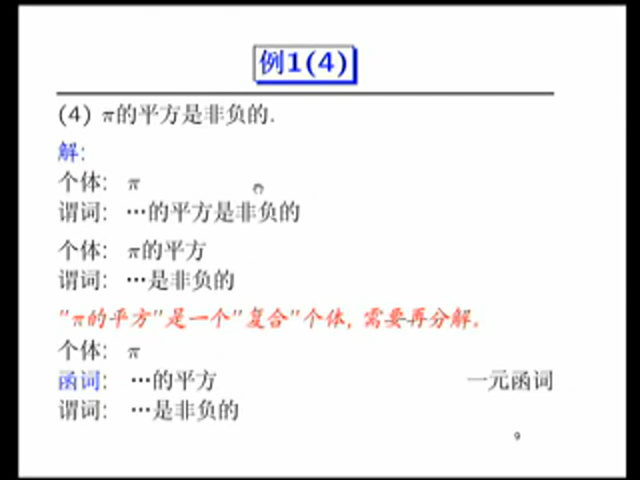 例1(4)
(4) π的平方是非负的.
解:
个体: π
谓词: …的平方是非负的
个体: π的平方
谓词: …是非负的
"π的平方"是一个"复合"个体, 需要再分解.
个体: π
函词: …的平方 一元函词
谓词: …是非负的
9